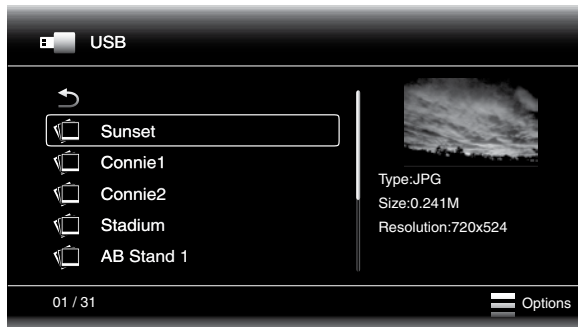 USB
Sunset
Connie1
Connie2
Stadium
AB Stand 1
Type:JPG
Size:0.241M
Resolution:720x524
01 / 31
Options